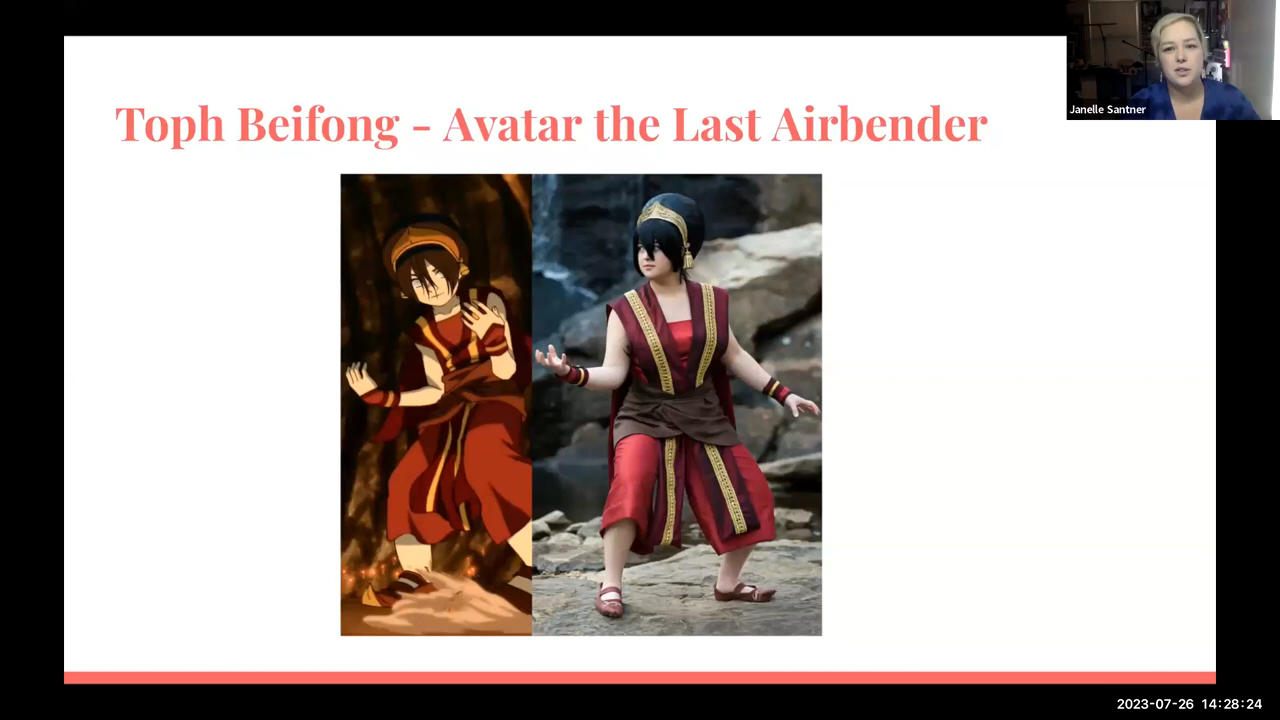 Toph Beifong - Avatar the Last Airbender
Janelle Santner
2023-07-26 14:28:24